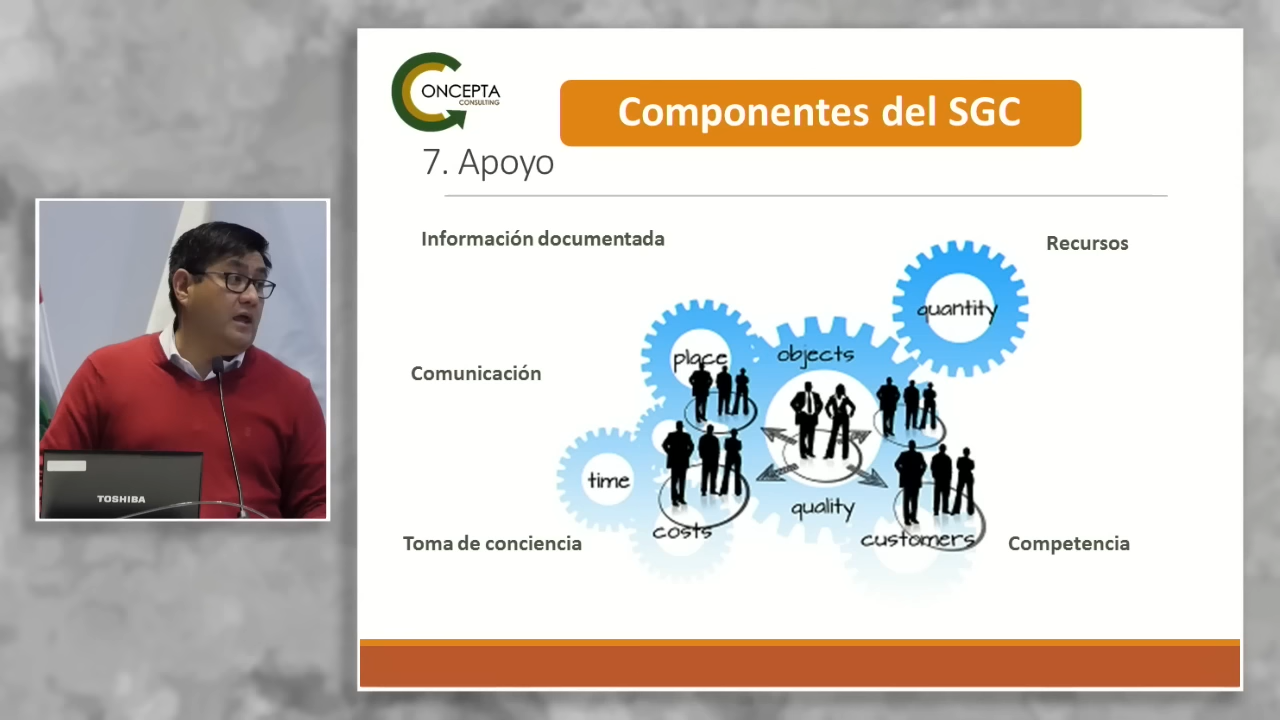 ONCEPTA
CONSULTING
Componentes del SGC
7. Apoyo
Información documentada
Recursos
quantity
place
objects
Comunicación
time
quality
costs
customers
Toma de conciencia
Competencia
TOSHIBA